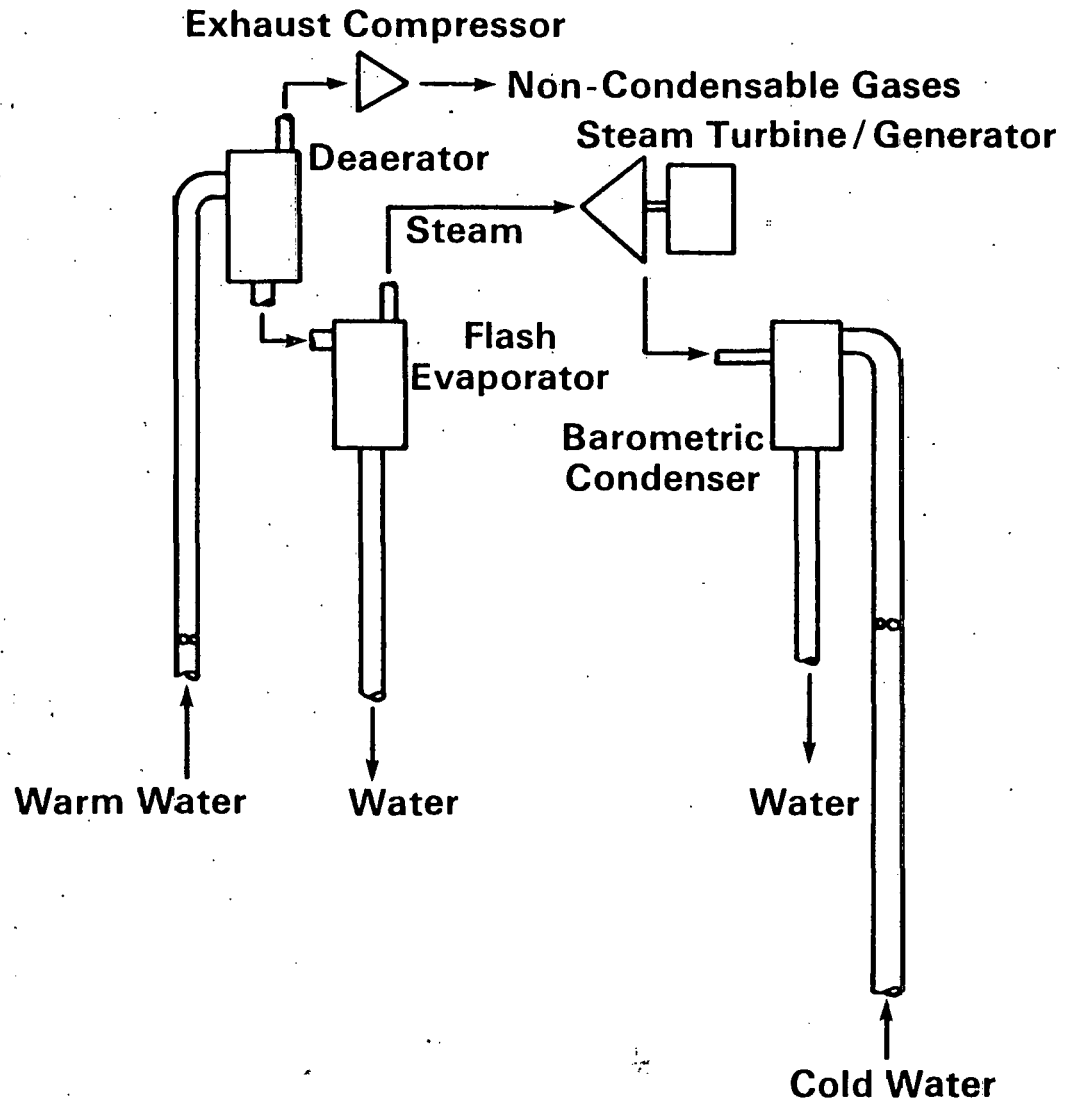 Exhaust Compressor
Non-Condensable Gases
Steam Turbine/Generator
Deaerator
Steam
Flash
Evaporator
Barometric
Condenser
Warm Water
Water
Water
Cold Water